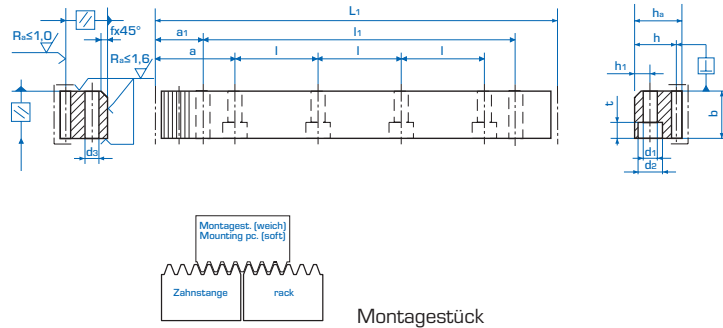 L1
ha
fx45°
a1
l1
h
Ra≤1,0
Ra≤1,6
a
l
l
l
h1
t
b
d3
d1
d2
Montagest. (weich)
Mounting pc. (soft)
Zahnstange
rack
Montagestück